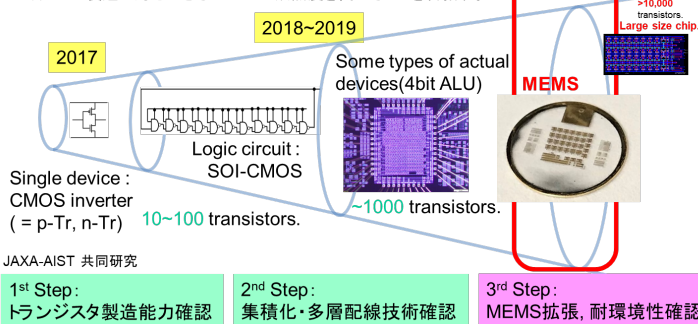 >10,000
transistors.
Large size chip.
2018~2019
2017
Some types of actual
devices(4bit ALU)
MEMS
Logic circuit :
SOI-CMOS
Single device :
CMOS inverter
( = p-Tr, n-Tr)
10~100 transistors.
~1000 transistors.
JAXA-AIST 共同研究
1st Step:
トランジスタ製造能力確認
2nd Step:
集積化・多層配線技術確認
3rd Step:
MEMS拡張, 耐環境性確認